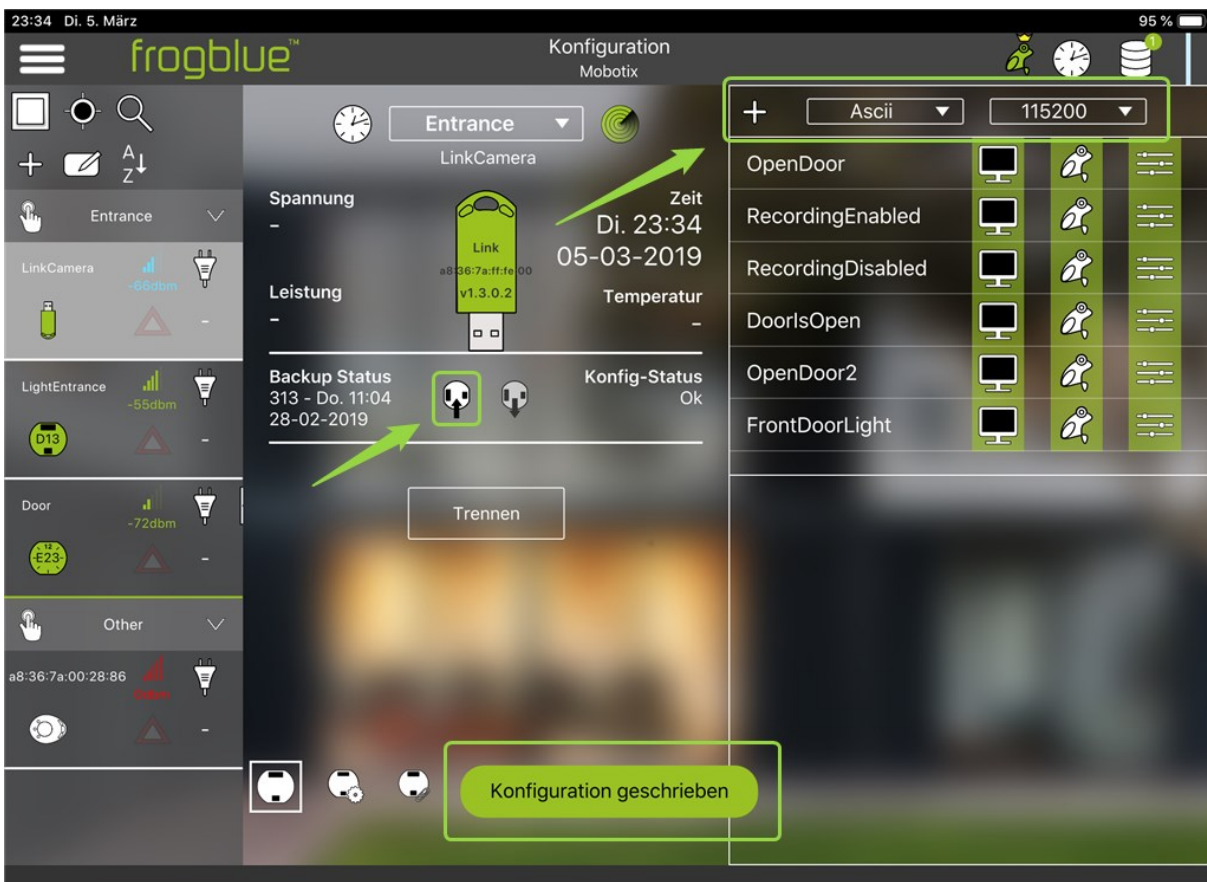 23:34 Di. 5. März
95 %
frogblue™
Konfiguration
Mobotix
1
A
Z
Entrance
LinkCamera
-66dbm
-
LightEntrance
-55dbm
D13
-
Door
-72dbm
12
-E23-
-
Other
a8:36:7a:00:28:86
-
Entrance
LinkCamera
Spannung
-
Zeit
Di. 23:34
05-03-2019
Link
a8:36:7a:ff:fe:00
v1.3.0.2
Leistung
-
Temperatur
-
Backup Status
313 - Do. 11:04
28-02-2019
Konfig-Status
Ok
Trennen
Konfiguration geschrieben
Ascii
115200
OpenDoor
RecordingEnabled
RecordingDisabled
DoorIsOpen
OpenDoor2
FrontDoorLight